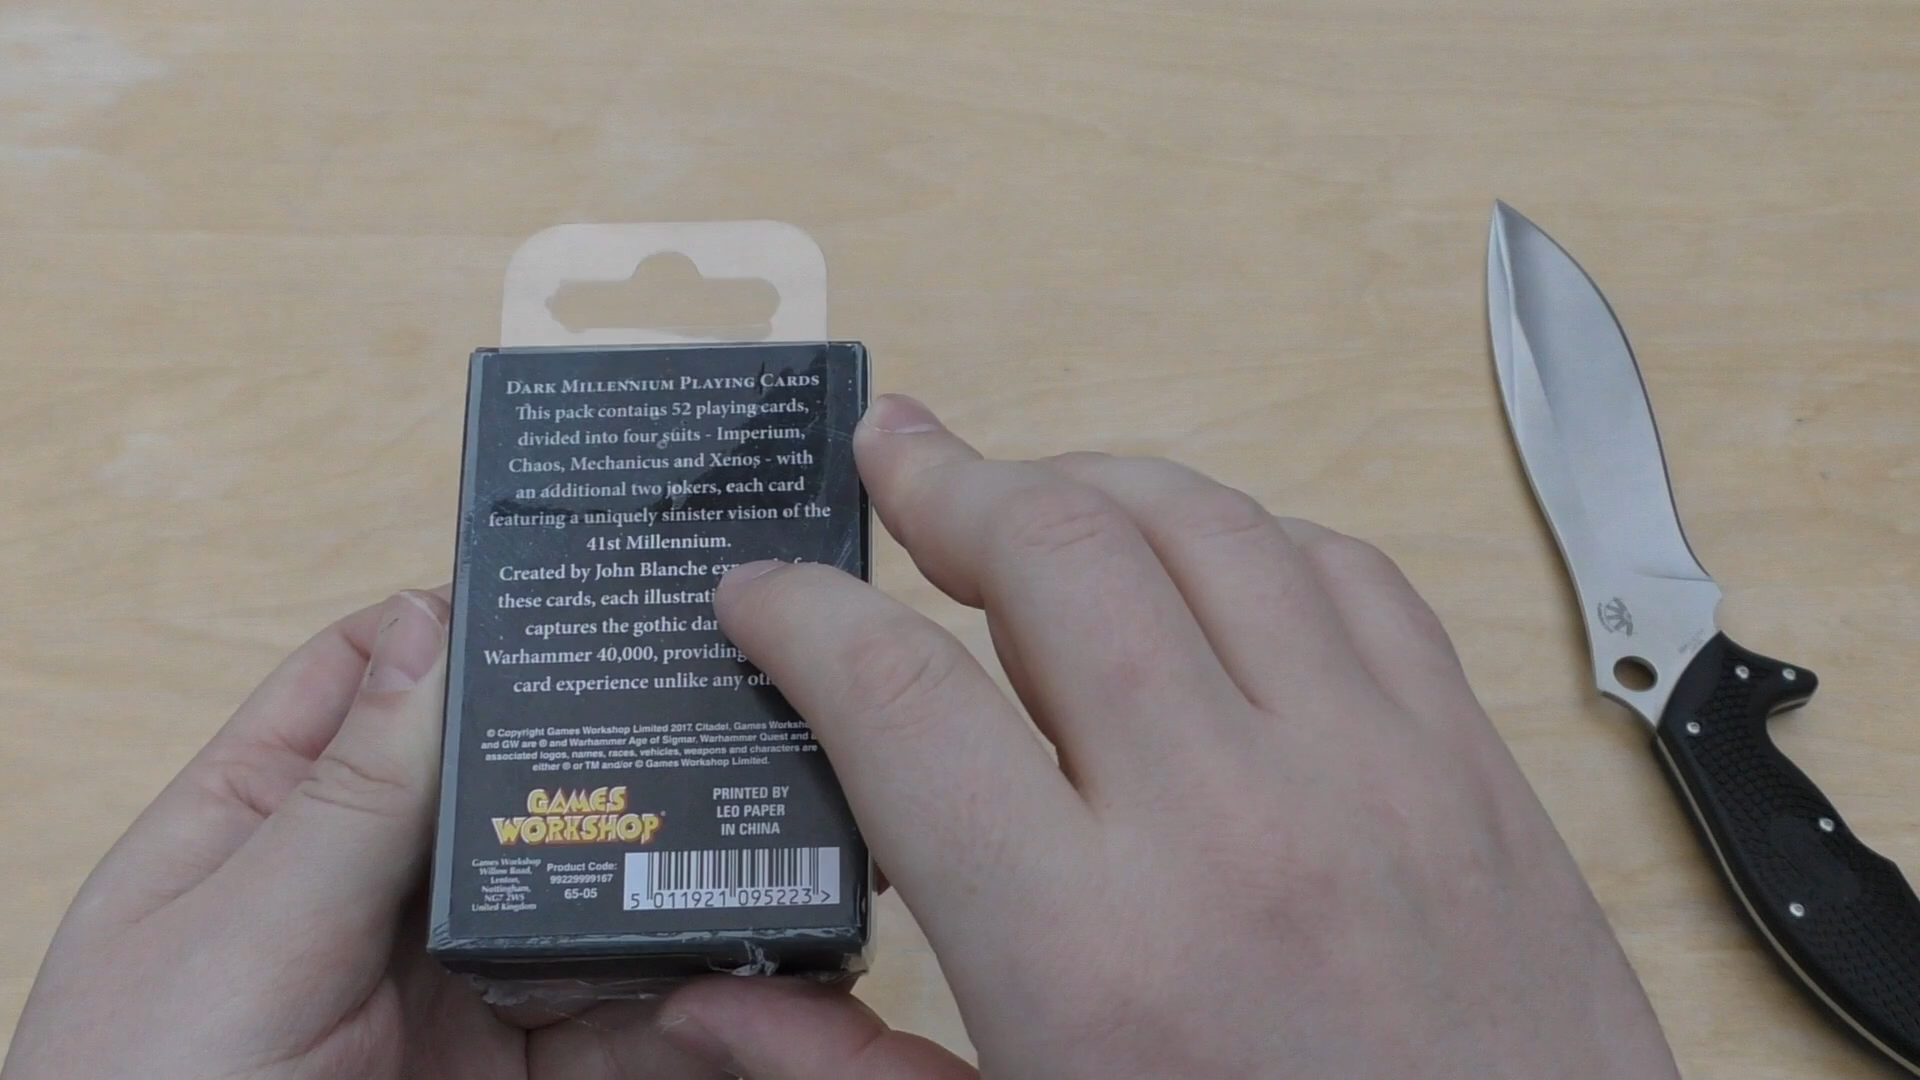 DARK MILLENNIUM PLAYING CARDS
This pack contains 52 playing cards,
divided into four suits - Imperium,
Chaos, Mechanicus and Xenos - with
an additional two jokers, each card
featuring a uniquely sinister vision of the
41st Millennium.
Created by John Blanche
these cards, each
captures the gothic
Warhammer 40,000, providing
card experience unlike any
© Copyright Games Workshop Limited 2017. Citadel, Games
and GW are ® and Warhammer Age of Sigmar, Warhammer Quest and
associated logos, names, races, vehicles, weapons and characters are
either ® or TM and/or © Games Workshop Limited.
GAMES
WORKSHOP
PRINTED BY
LEO PAPER
IN CHINA
Games Workshop
Willow Road,
Lenton,
Nottingham,
NG7 2WS
United Kingdom
Product Code:
99229999167
65-05
5 011921 095223 >